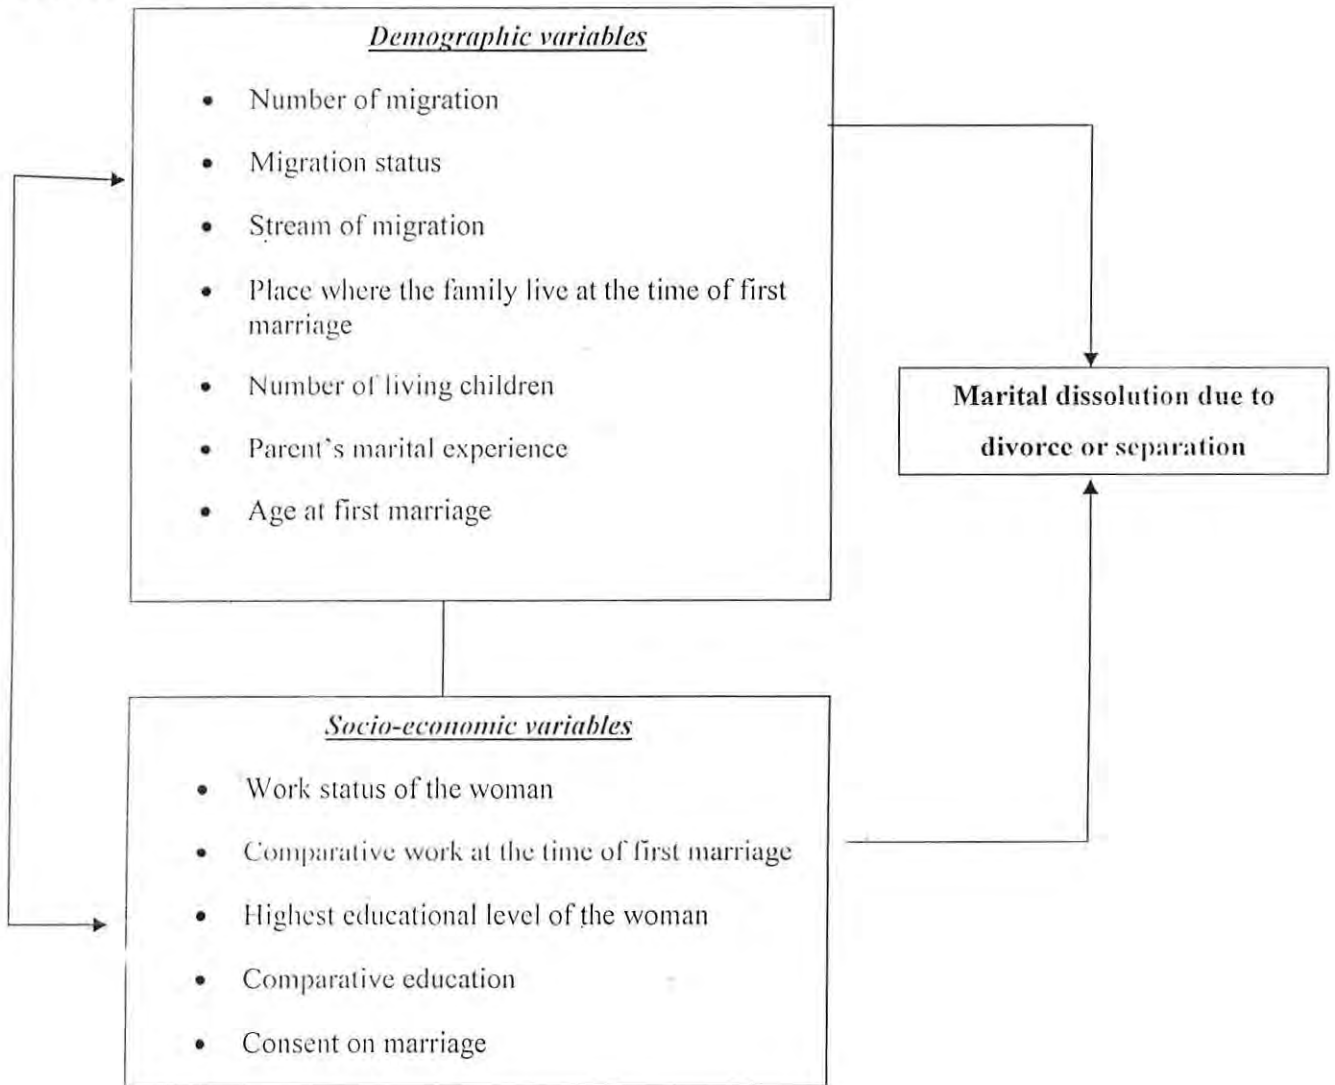 Demographic variables
• Number of migration
• Migration status
• Stream of migration
• Place where the family live at the time of first
marriage
• Number of living children
• Parent's marital experience
• Age at first marriage
Marital dissolution due to
divorce or separation
Socio-economic variables
• Work status of the woman
• Comparative work at the time of first marriage
• Highest educational level of the woman
• Comparative education
• Consent on marriage